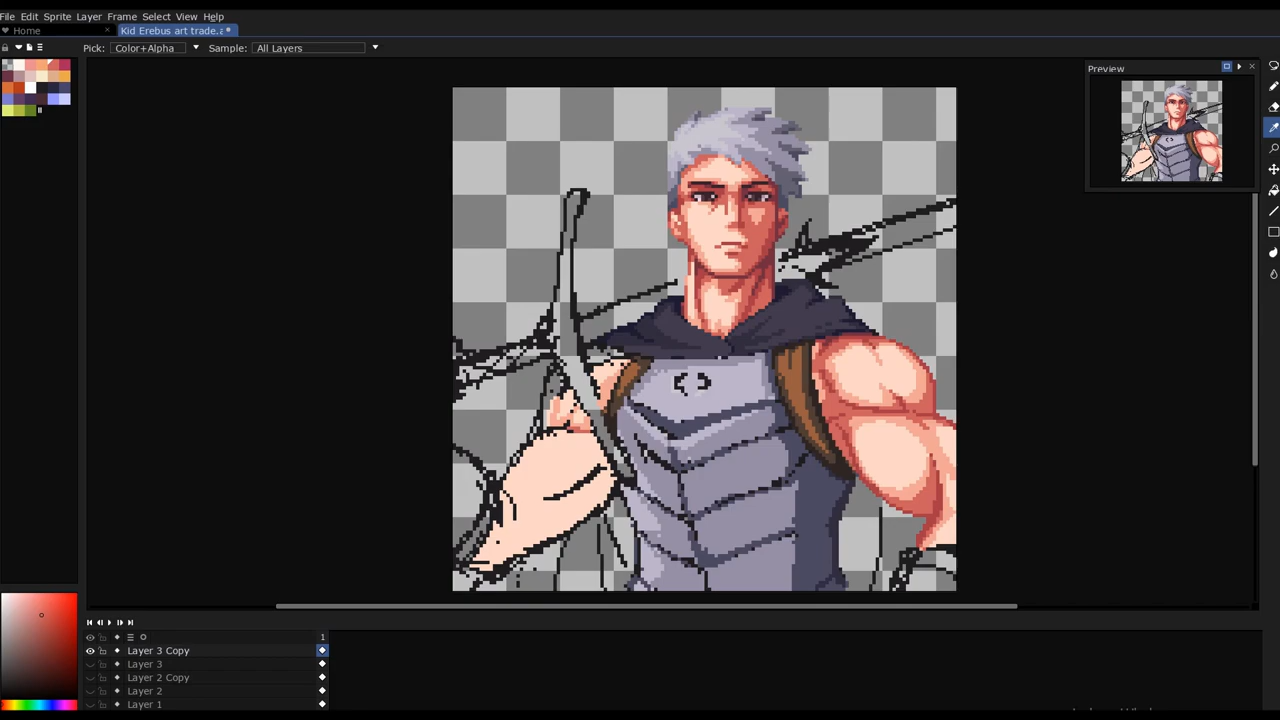 File Edit Sprite Layer Frame Select View Help
Home
Kid Erebus art trade.a
Pick: Color+Alpha Sample: All Layers
Preview
1
Layer 3 Copy
Layer 3
Layer 2 Copy
Layer 2
Layer 1